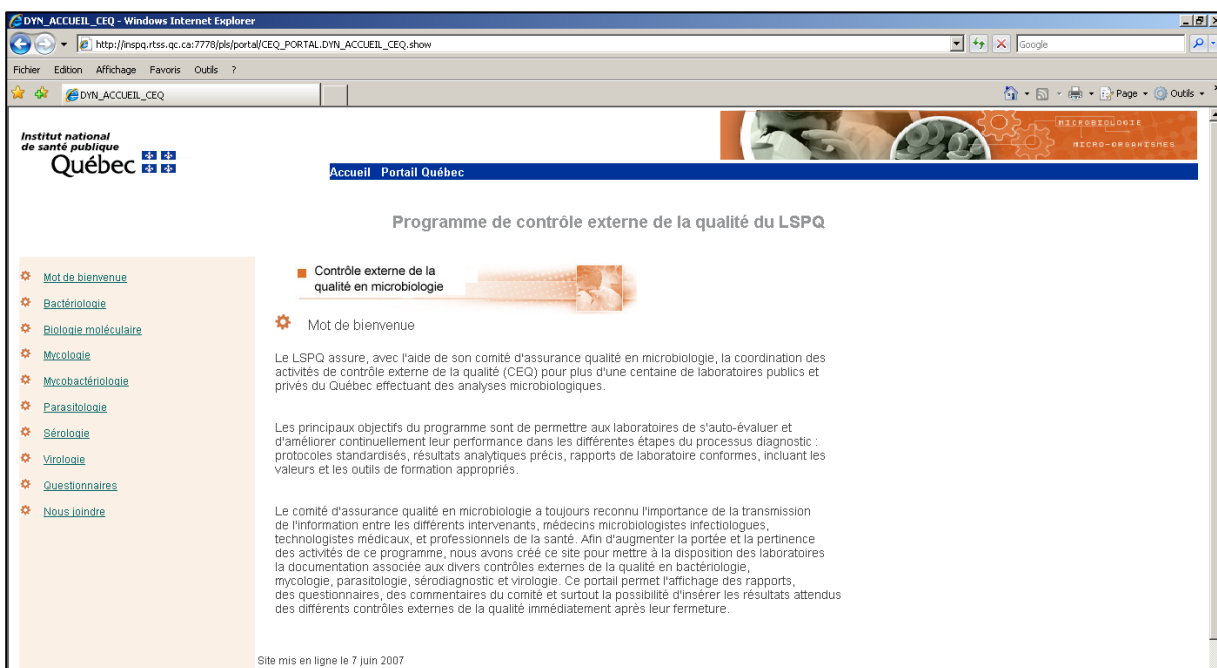 DYN_ACCUEIL_CEQ - Windows Internet Explorer
http://inspq.rtss.qc.ca:7778/pls/portal/CEQ_PORTAL.DYN_ACCUEIL_CEQ.show
Google
Fichier Edition Affichage Favoris Outils ?
DYN_ACCUEIL_CEQ
Page
Outils
Institut national
de santé publique
Québec
MICROBIOLOGIE
MICRO-ORGANISMES
Accueil Portail Québec
Programme de contrôle externe de la qualité du LSPQ
Mot de bienvenue
Bactériologie
Biologie moléculaire
Mycologie
Mycobactériologie
Parasitologie
Sérologie
Virologie
Questionnaires
Nous joindre
Contrôle externe de la
qualité en microbiologie
Mot de bienvenue
Le LSPQ assure, avec l'aide de son comité d'assurance qualité en microbiologie, la coordination des
activités de contrôle externe de la qualité (CEQ) pour plus d'une centaine de laboratoires publics et
privés du Québec effectuant des analyses microbiologiques.
Les principaux objectifs du programme sont de permettre aux laboratoires de s'auto-évaluer et
d'améliorer continuellement leur performance dans les différentes étapes du processus diagnostic :
protocoles standardisés, résultats analytiques précis, rapports de laboratoire conformes, incluant les
valeurs et les outils de formation appropriés.
Le comité d'assurance qualité en microbiologie a toujours reconnu l'importance de la transmission
de l'information entre les différents intervenants, médecins microbiologistes infectiologues,
technologistes médicaux, et professionnels de la santé. Afin d'augmenter la portée et la pertinence
des activités de ce programme, nous avons créé ce site pour mettre à la disposition des laboratoires
la documentation associée aux divers contrôles externes de la qualité en bactériologie,
mycologie, parasitologie, sérodiagnostic et virologie. Ce portail permet l'affichage des rapports,
des questionnaires, des commentaires du comité et surtout la possibilité d'insérer les résultats attendus
des différents contrôles externes de la qualité immédiatement après leur fermeture.
Site mis en ligne le 7 juin 2007